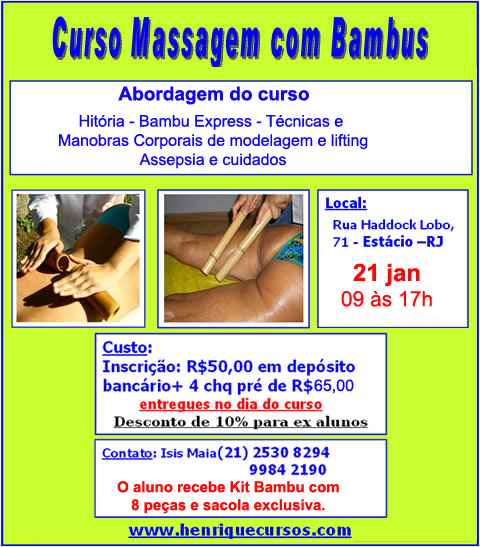 Curso Massagem com Bambus
Abordagem do curso
Hitória - Bambu Express - Técnicas e
Manobras Corporais de modelagem e lifting
Assepsia e cuidados
Local:
Rua Haddock Lobo,
71 - Estácio –RJ
21 jan
09 às 17h
Custo:
Inscrição: R$50,00 em depósito
bancário+ 4 chq pré de R$65,00
entregues no dia do curso
Desconto de 10% para ex alunos
Contato: Isis Maia(21) 2530 8294
9984 2190
O aluno recebe Kit Bambu com
8 peças e sacola exclusiva.
www.henriquecursos.com